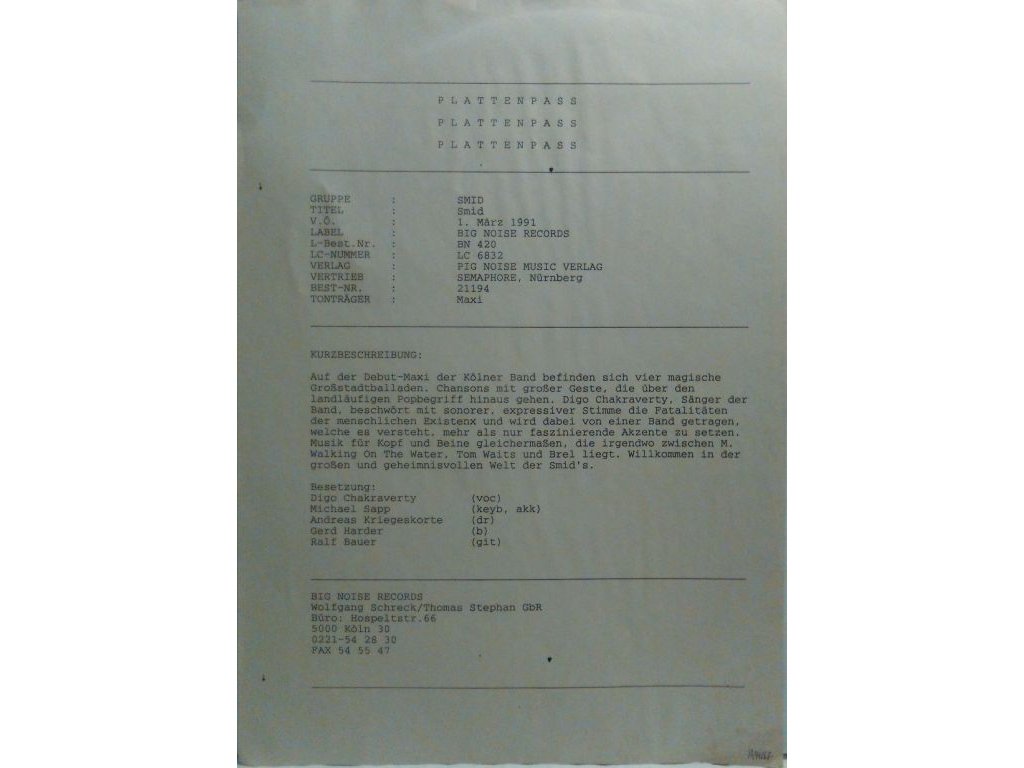 P L A T T E N P A S S
P L A T T E N P A S S
P L A T T E N P A S S
GRUPPE : SMID
TITEL : Smid
V.Ö. : 1. März 1991
LABEL : BIG NOISE RECORDS
L-Best.Nr. : BN 420
LC-NUMMER : LC 6832
VERLAG : PIG NOISE MUSIC VERLAG
VERTRIEB : SEMAPHORE, Nürnberg
BEST-NR. : 21194
TONTRÄGER : Maxi
KURZBESCHREIBUNG:
Auf der Debut-Maxi der Kölner Band befinden sich vier magische
Großstadtballaden. Chansons mit großer Geste, die über den
landläufigen Popbegriff hinaus gehen. Digo Chakraverty, Sänger der
Band, beschwört mit sonorer, expressiver Stimme die Fatalitäten
der menschlichen Existenx und wird dabei von einer Band getragen,
welche es versteht, mehr als nur faszinierende Akzente zu setzen.
Musik für Kopf und Beine gleichermaßen, die irgendwo zwischen M.
Walking On The Water, Tom Waits und Brel liegt. Willkommen in der
großen und geheimnisvollen Welt der Smid's.
Besetzung:
Digo Chakraverty (voc)
Michael Sapp (keyb, akk)
Andreas Kriegeskorte (dr)
Gerd Harder (b)
Ralf Bauer (git)
BIG NOISE RECORDS
Wolfgang Schreck/Thomas Stephan GbR
Büro: Hospeltstr.66
5000 Köln 30
0221-54 28 30
FAX 54 55 47